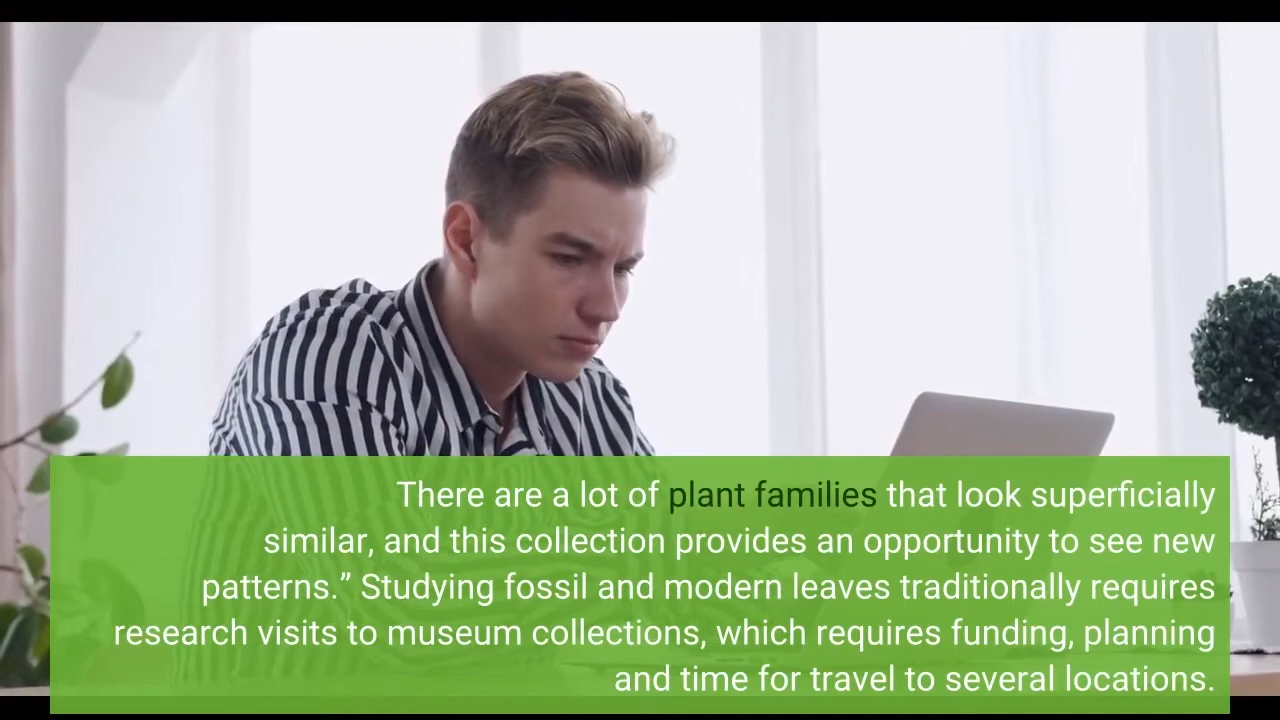 There are a lot of plant families that look superficially
similar, and this collection provides an opportunity to see new
patterns.” Studying fossil and modern leaves traditionally requires
research visits to museum collections, which requires funding, planning
and time for travel to several locations.